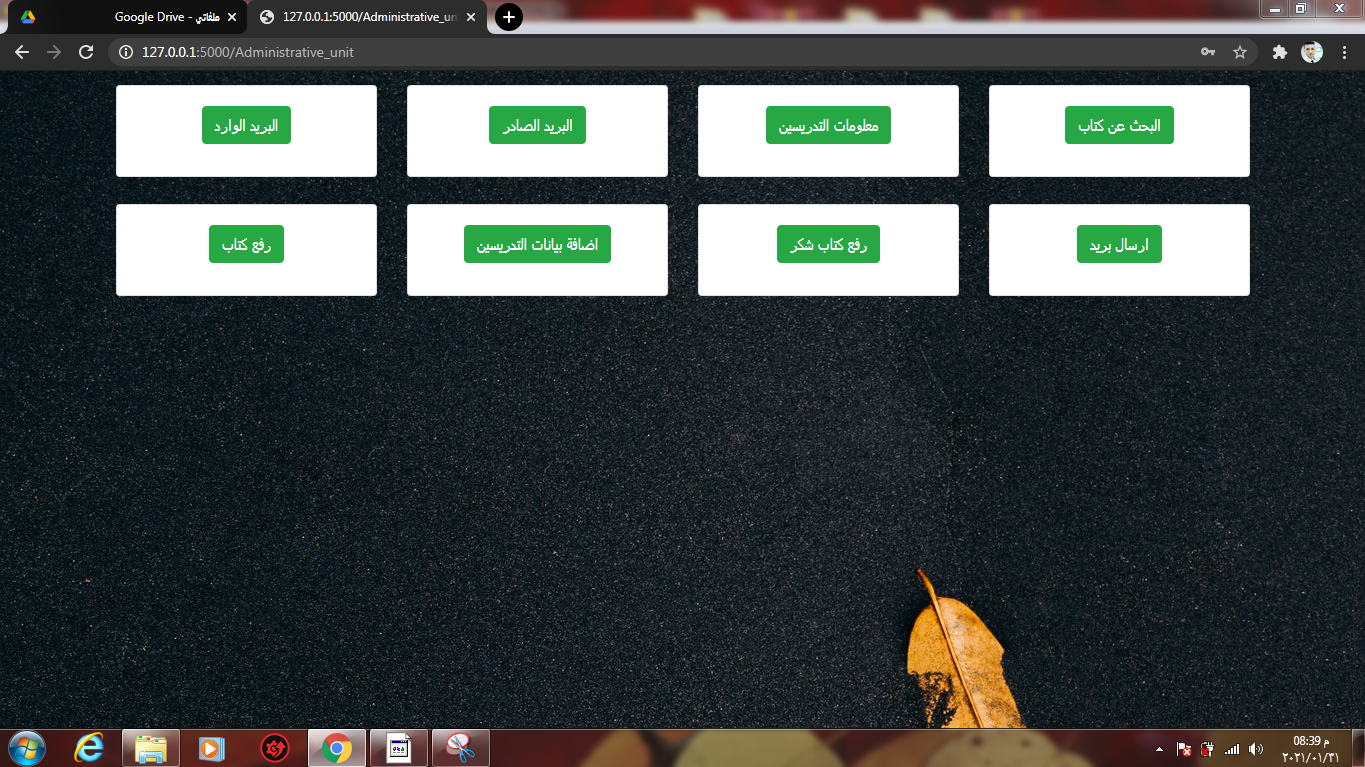 Google Drive - ملفاتي
127.0.0.1:5000/Administrative_un
127.0.0.1:5000/Administrative_unit
البريد الوارد
البريد الصادر
معلومات التدريسين
البحث عن كتاب
رفع كتاب
اضافة بيانات التدريسين
رفع كتاب شكر
ارسال بريد
08:39 م
٢٠٢١/٠١/٣١